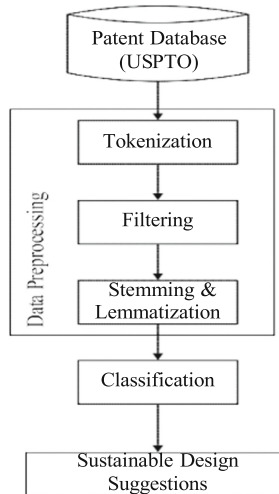 Patent Database
(USPTO)
Data Preprocessing
Tokenization
Filtering
Stemming &
Lemmatization
Classification
Sustainable Design
Suggestions